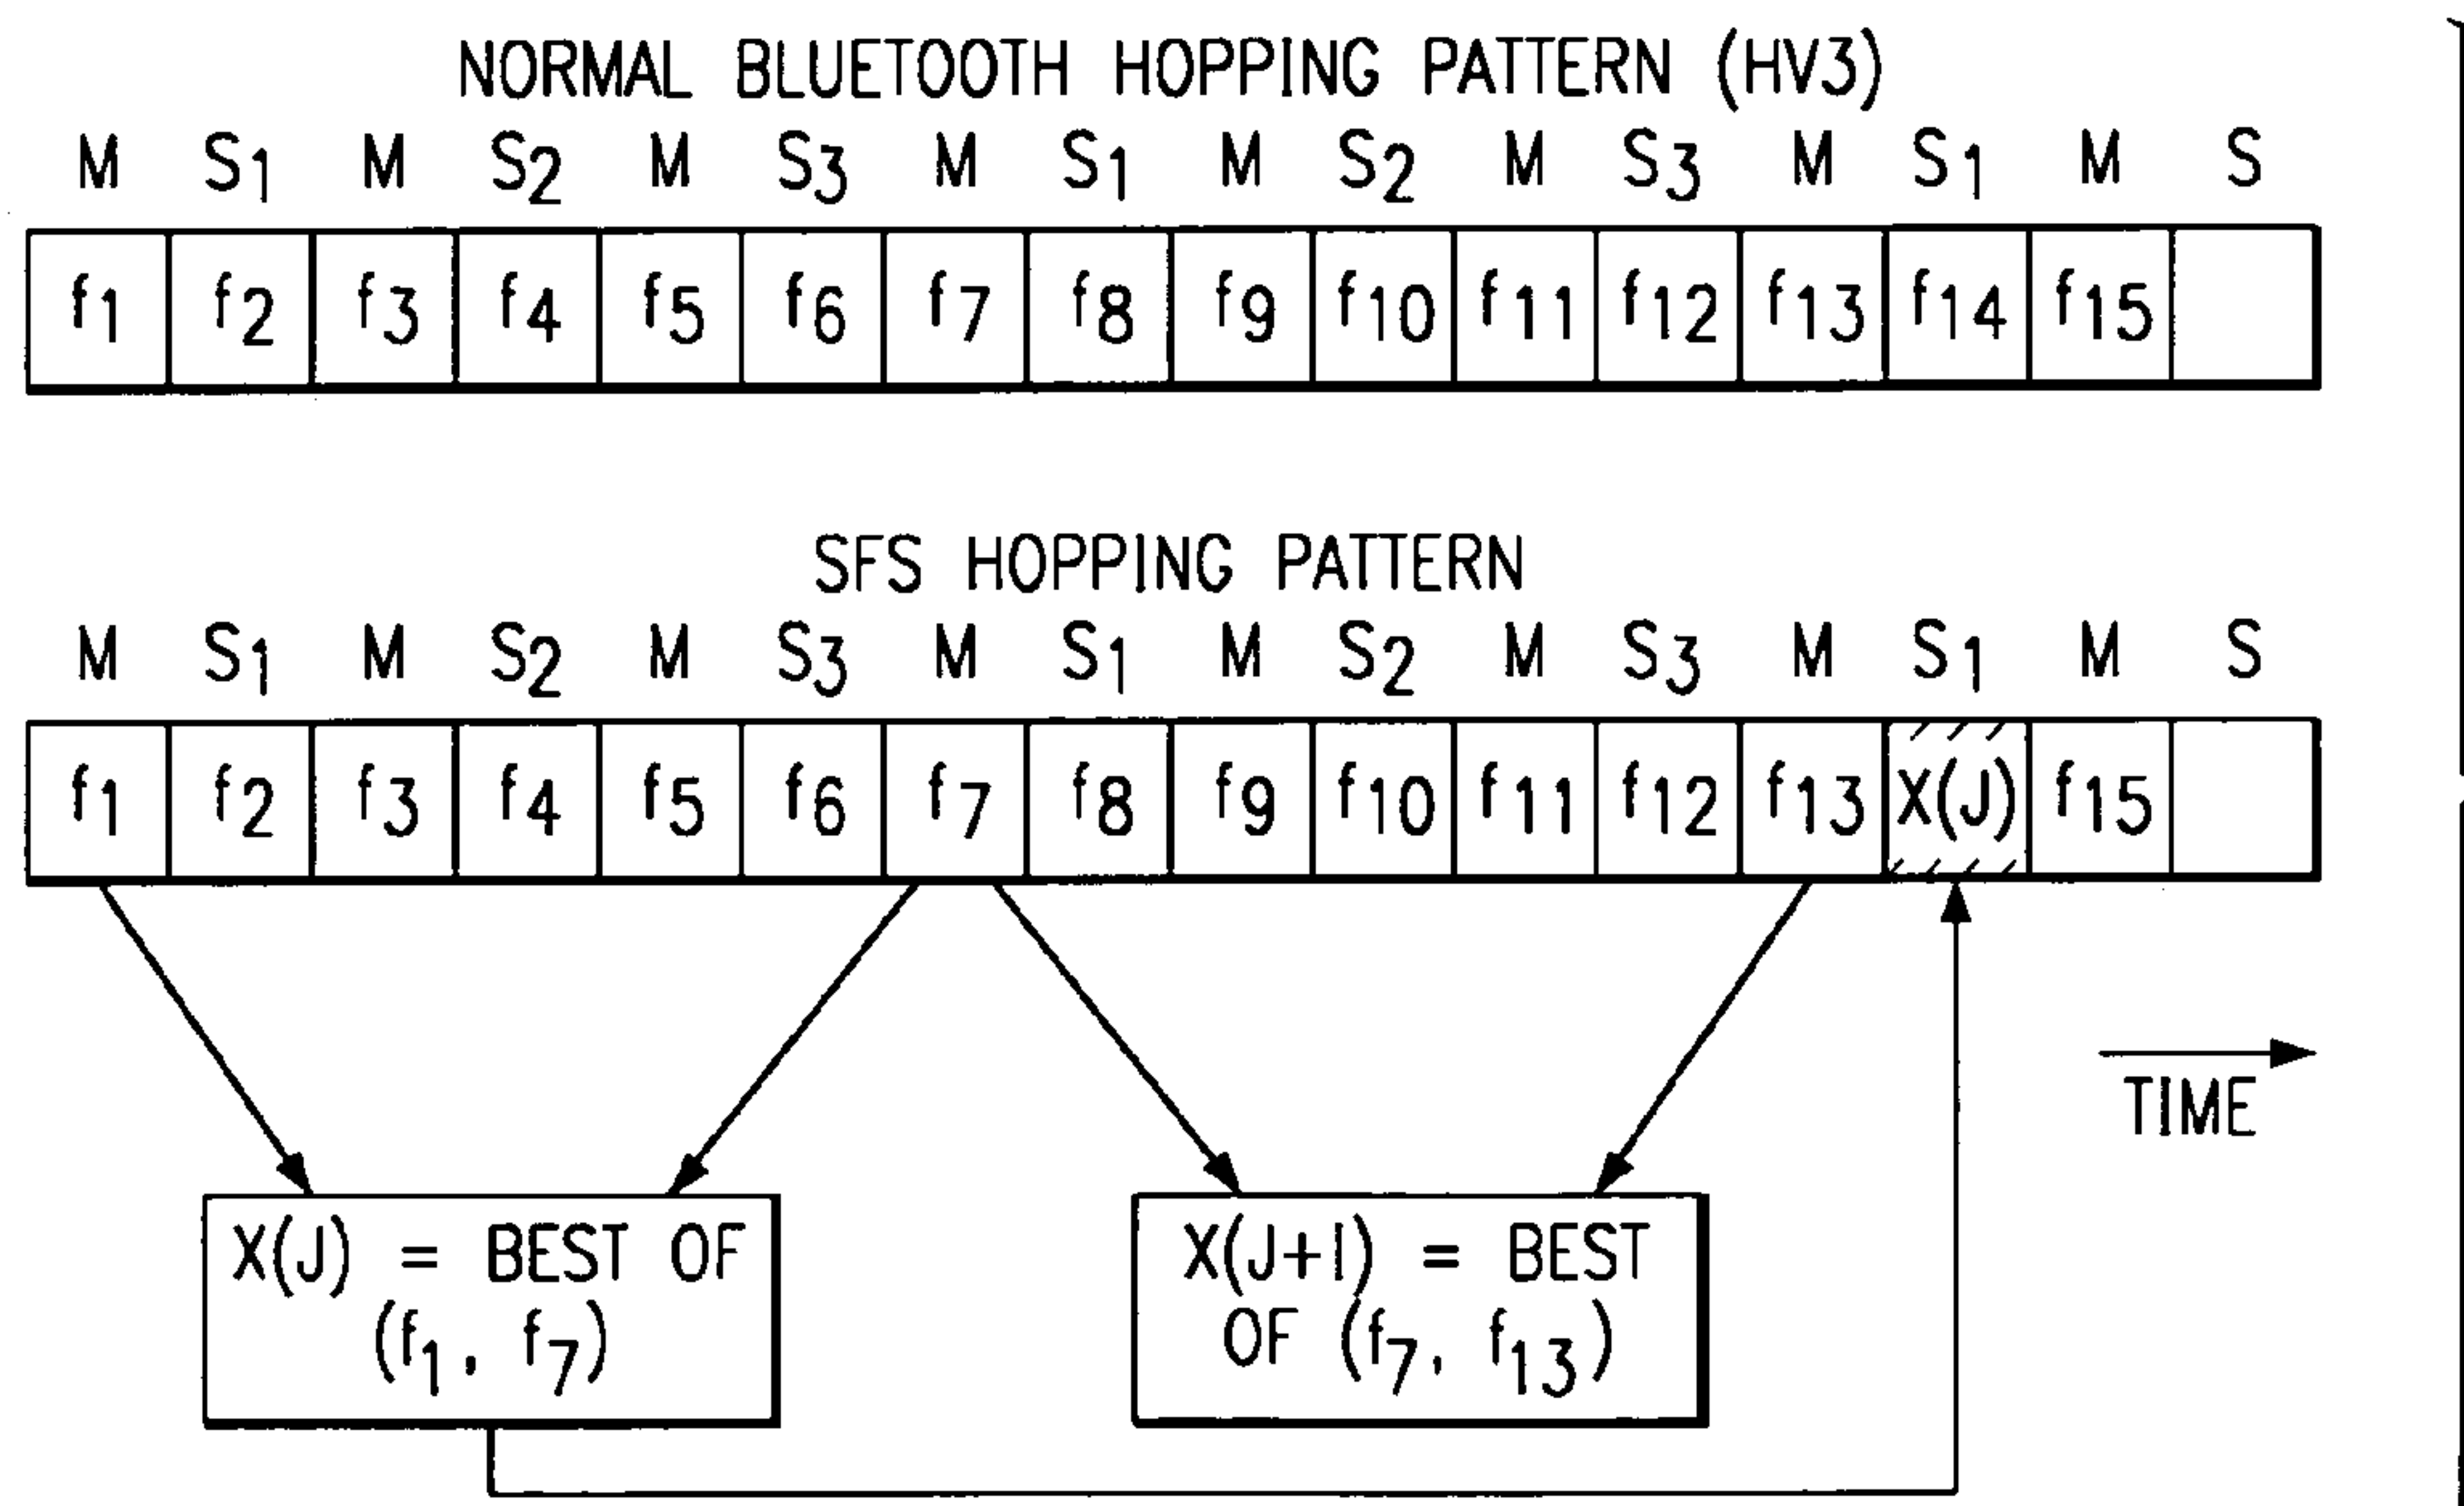 NORMAL BLUETOOTH HOPPING PATTERN (HV3)
M S1 M S2 M S3 M S1 M S2 M S3 M S1 M S
f1 f2 f3 f4 f5 f6 f7 f8 f9 f10 f11 f12 f13 f14 f15
SFS HOPPING PATTERN
M S1 M S2 M S3 M S1 M S2 M S3 M S1 M S
f1 f2 f3 f4 f5 f6 f7 f8 f9 f10 f11 f12 f13 X(J) f15
TIME
X(J) = BEST OF
(f1, f7)
X(J+1) = BEST
OF (f7, f13)